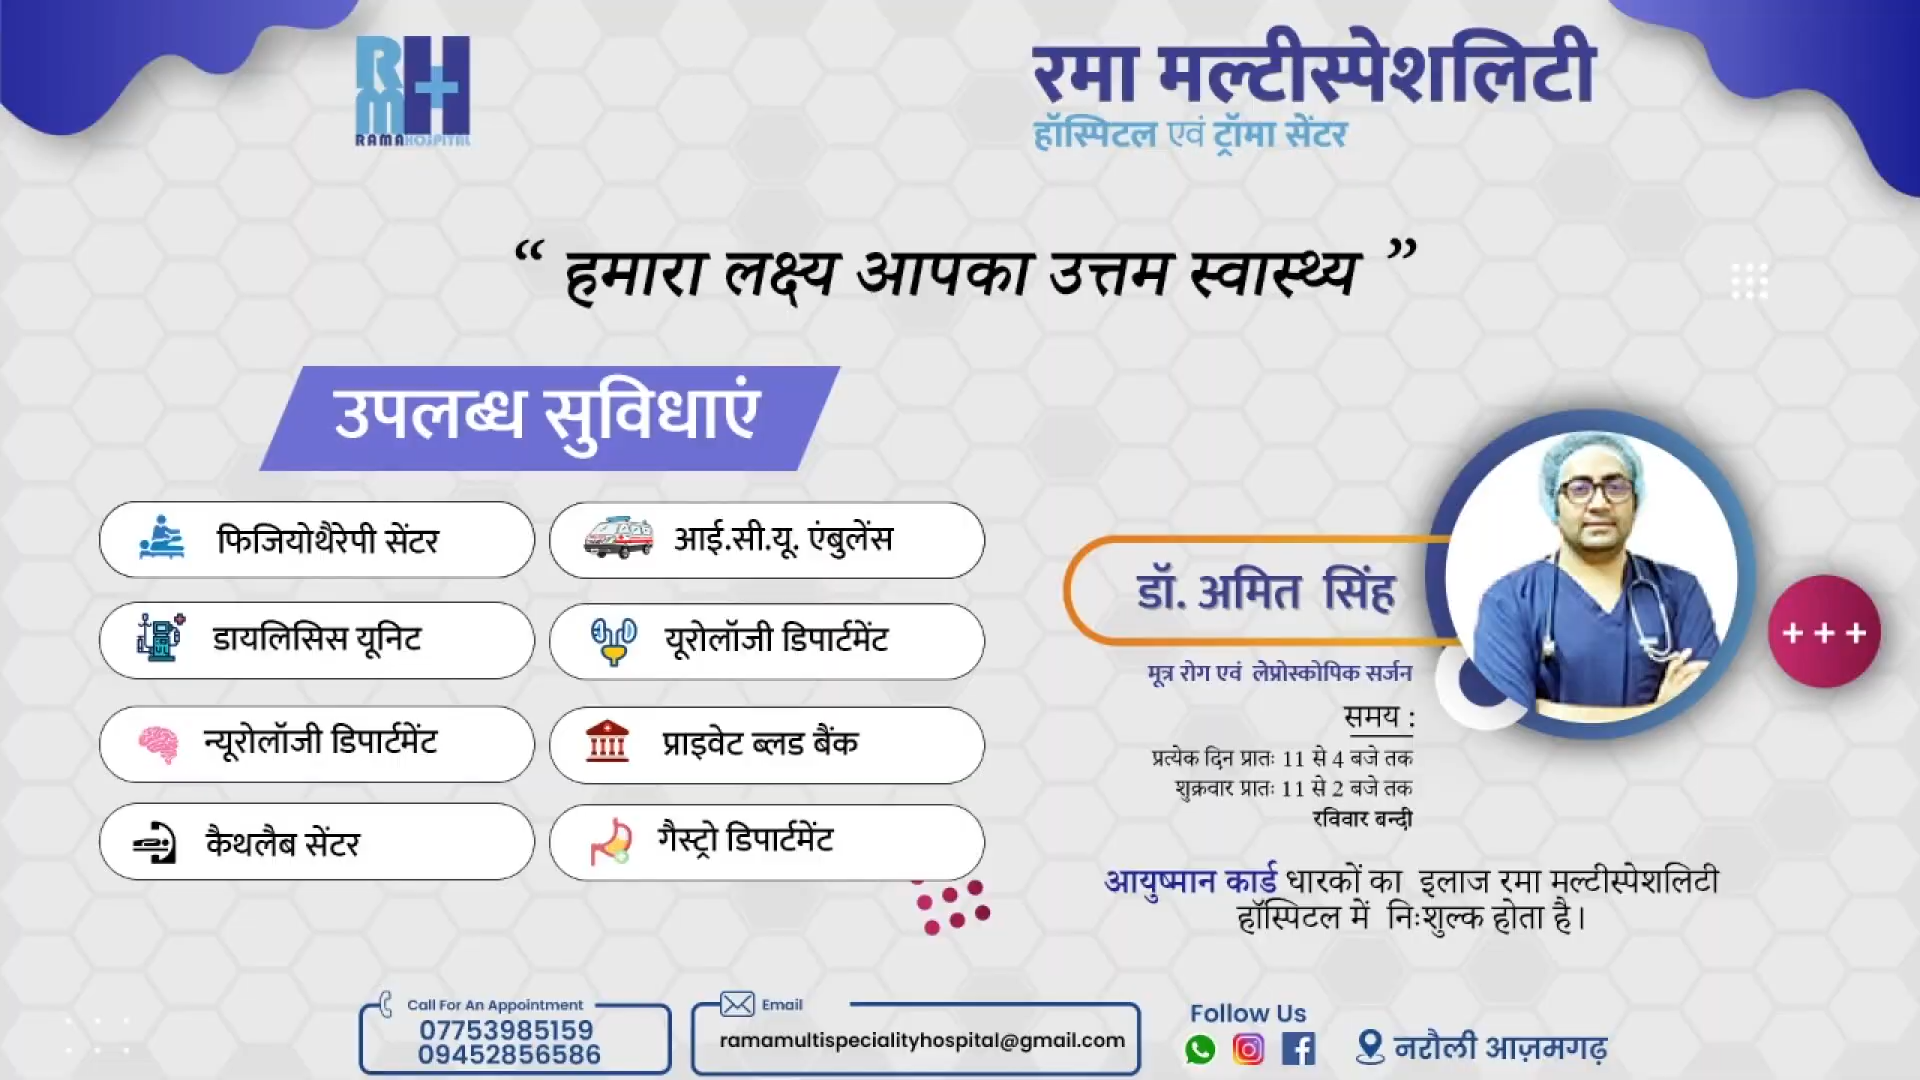 RMH
RAMAHOSPITAL
रमा मल्टीस्पेशलिटी
हॉस्पिटल एवं ट्रॉमा सेंटर
“ हमारा लक्ष्य आपका उत्तम स्वास्थ्य ”
उपलब्ध सुविधाएं
फिजियोथैरेपी सेंटर
आई.सी.यू. एंबुलेंस
डायलिसिस यूनिट
यूरोलॉजी डिपार्टमेंट
न्यूरोलॉजी डिपार्टमेंट
प्राइवेट ब्लड बैंक
कैथलैब सेंटर
गैस्ट्रो डिपार्टमेंट
डॉ. अमित सिंह
मूत्र रोग एवं लेप्रोस्कोपिक सर्जन
समय :
प्रत्येक दिन प्रातः 11 से 4 बजे तक
शुक्रवार प्रातः 11 से 2 बजे तक
रविवार बन्दी
आयुष्मान कार्ड धारकों का इलाज रमा मल्टीस्पेशलिटी
हॉस्पिटल में निःशुल्क होता है।
Call For An Appointment
07753985159
09452856586
Email
ramamultispecialityhospital@gmail.com
Follow Us
नरौली आज़मगढ़